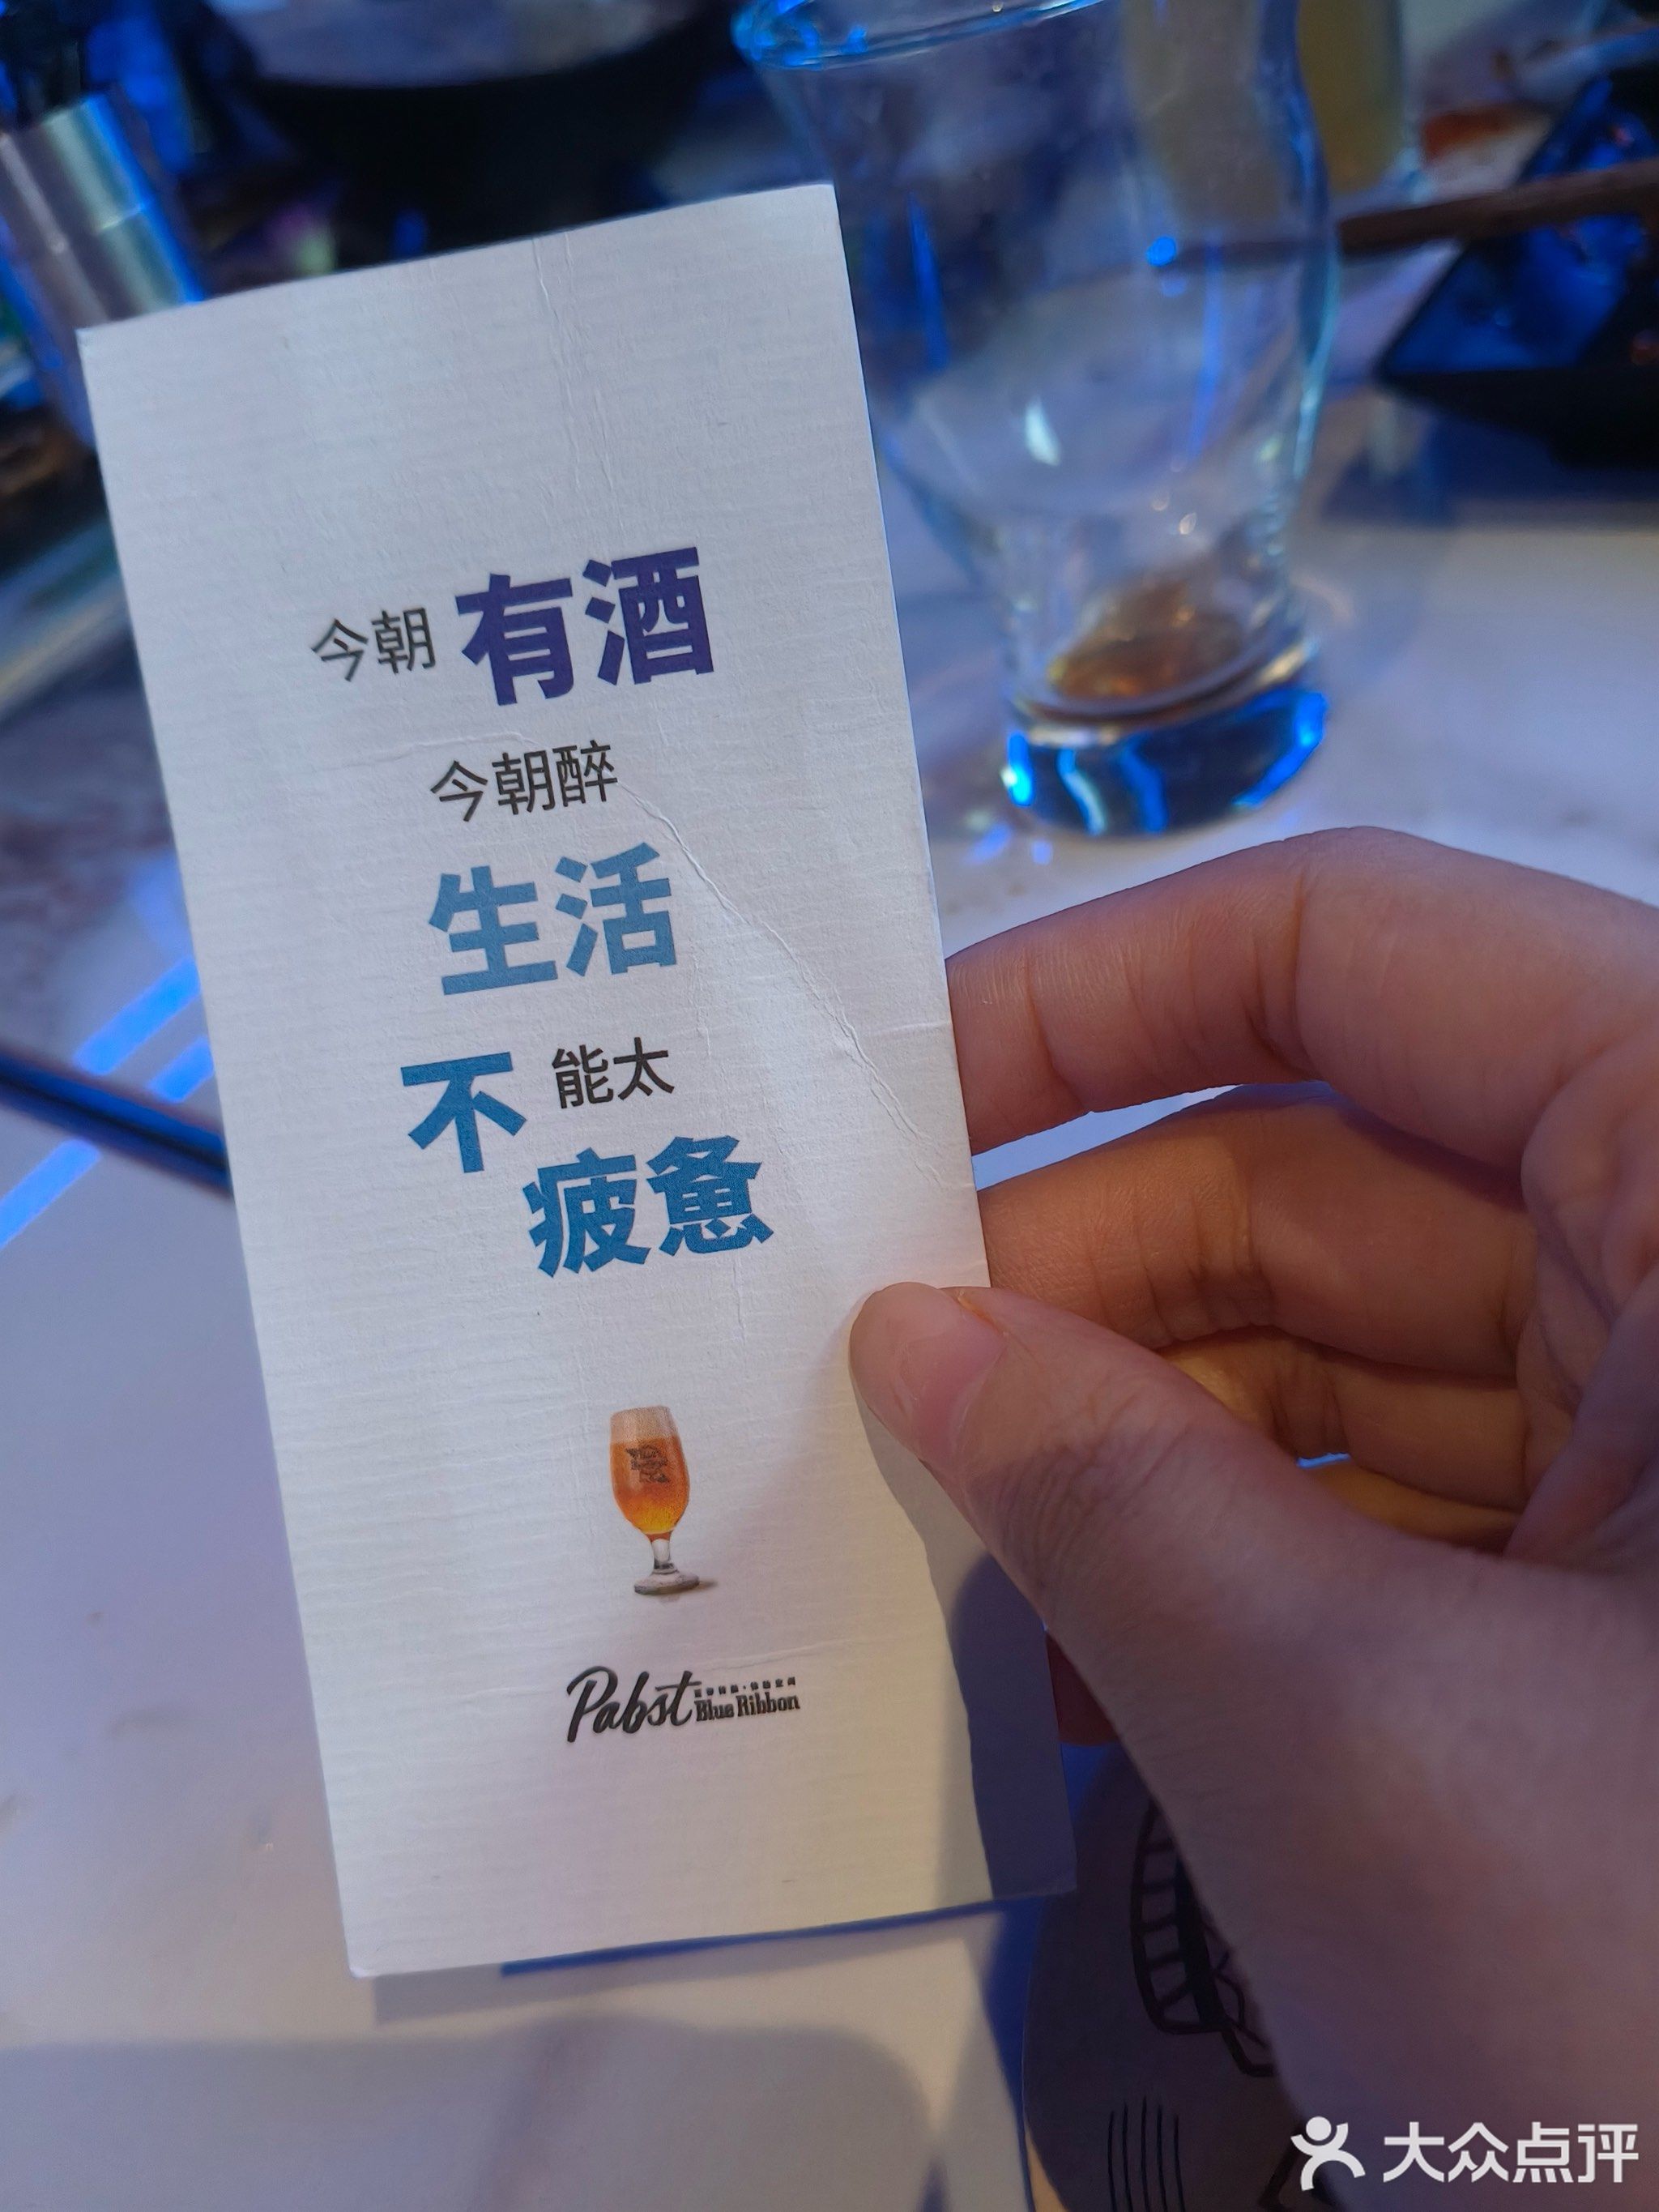 今朝 有酒
今朝醉
生活
不 能太
疲惫
Pabst
Blue Ribbon
大众点评